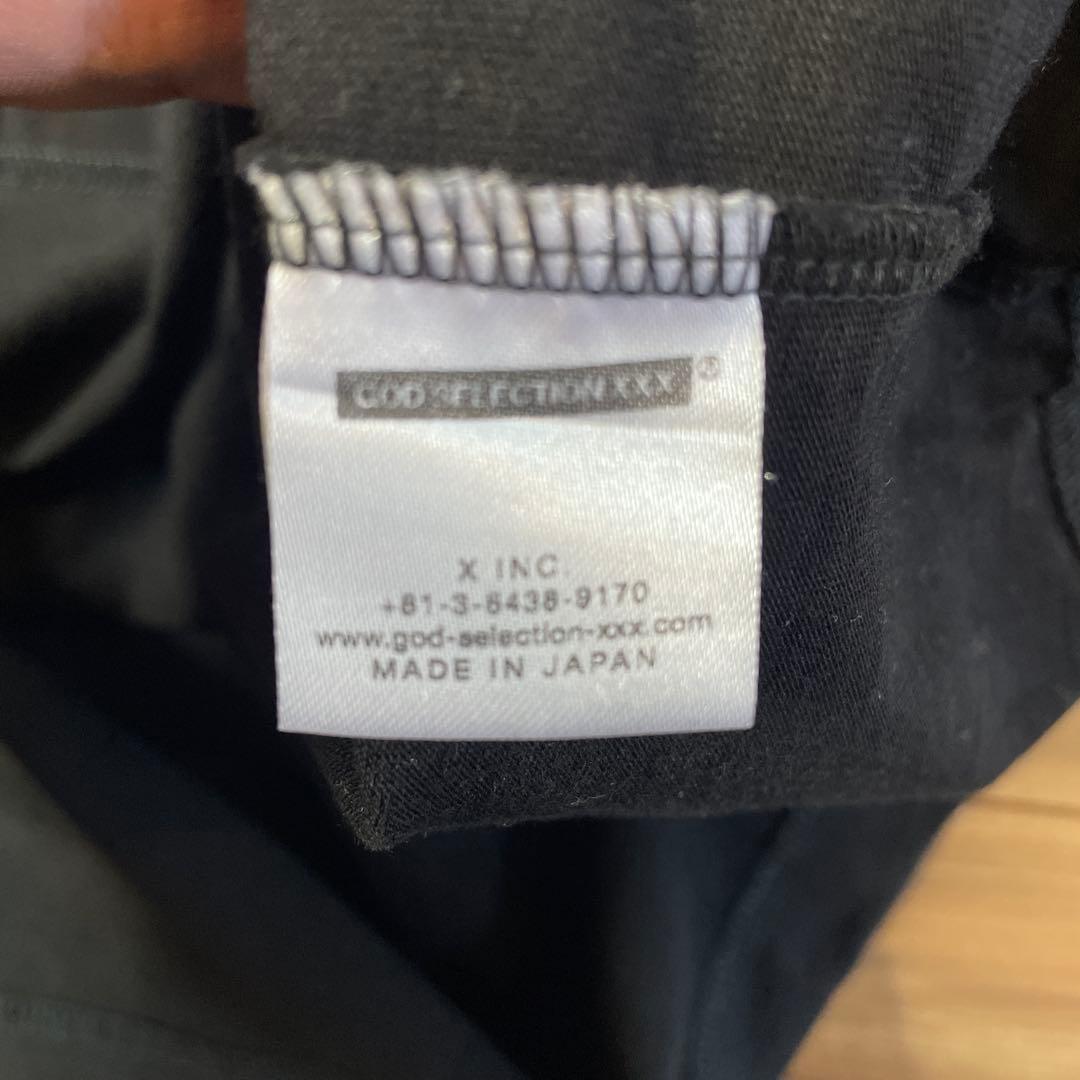 GOD SELECTION XXX ®
X INC.
+81-3-6438-9170
www.god-selection-xxx.com
MADE IN JAPAN